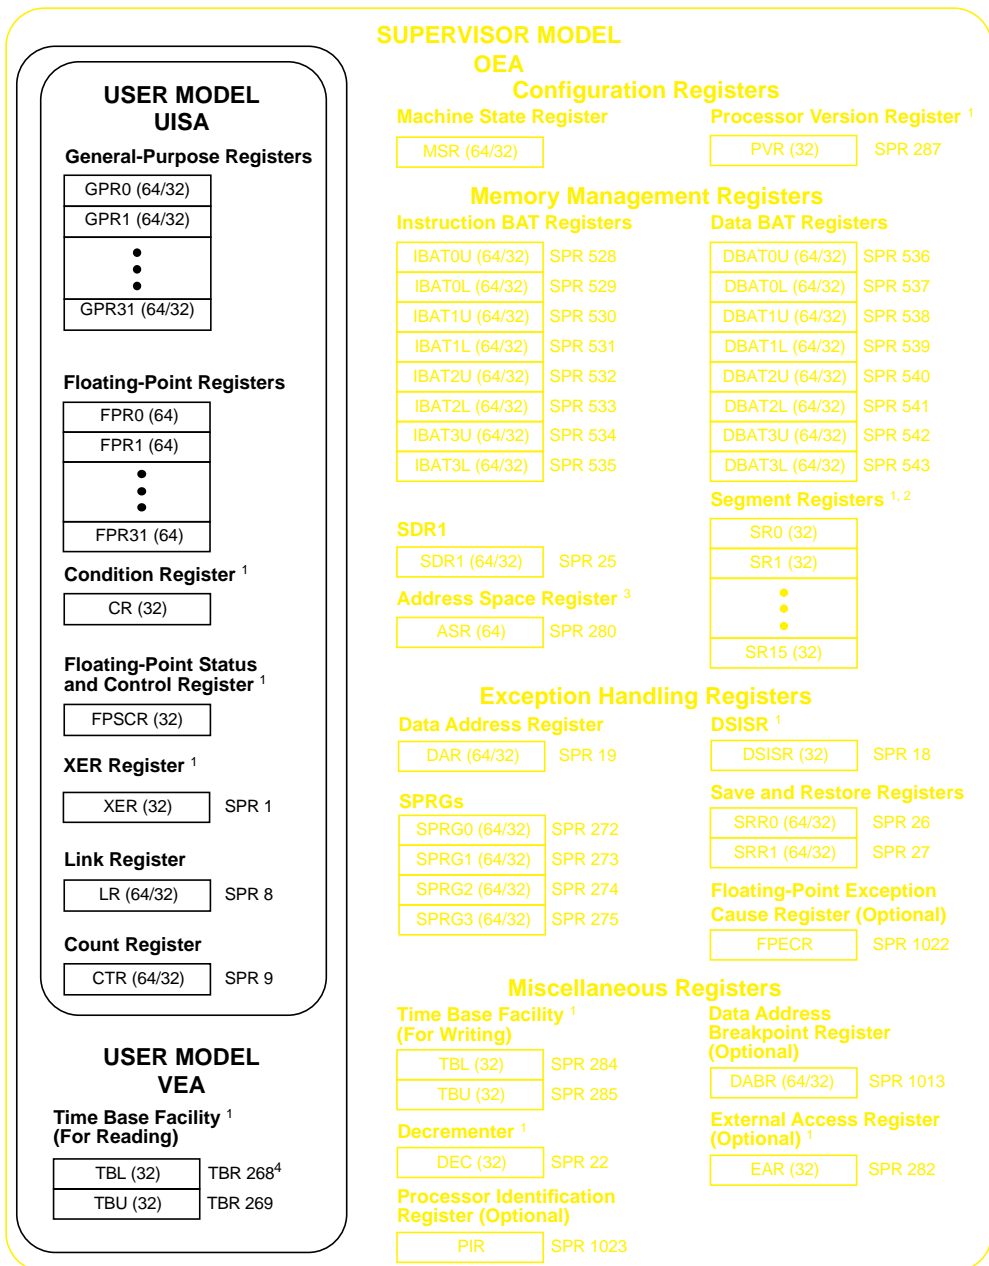 SUPERVISOR MODEL
OEA
USER MODEL
UISA
General-Purpose Registers
GPR0 (64/32)
GPR1 (64/32)
GPR31 (64/32)
Floating-Point Registers
FPR0 (64)
FPR1 (64)
FPR31 (64)
Condition Register 1
CR (32)
Floating-Point Status
and Control Register 1
FPSCR (32)
XER Register 1
XER (32) SPR 1
Link Register
LR (64/32) SPR 8
Count Register
CTR (64/32) SPR 9
USER MODEL
VEA
Time Base Facility 1
(For Reading)
TBL (32) TBR 2684
TBU (32) TBR 269
Configuration Registers
Machine State Register
MSR (64/32)
Processor Version Register 1
PVR (32) SPR 287
Memory Management Registers
Instruction BAT Registers
IBAT0U (64/32) SPR 528
IBAT0L (64/32) SPR 529
IBAT1U (64/32) SPR 530
IBAT1L (64/32) SPR 531
IBAT2U (64/32) SPR 532
IBAT2L (64/32) SPR 533
IBAT3U (64/32) SPR 534
IBAT3L (64/32) SPR 535
Data BAT Registers
DBAT0U (64/32) SPR 536
DBAT0L (64/32) SPR 537
DBAT1U (64/32) SPR 538
DBAT1L (64/32) SPR 539
DBAT2U (64/32) SPR 540
DBAT2L (64/32) SPR 541
DBAT3U (64/32) SPR 542
DBAT3L (64/32) SPR 543
SDR1
SDR1 (64/32) SPR 25
Address Space Register 3
ASR (64) SPR 280
Segment Registers 1, 2
SR0 (32)
SR1 (32)
SR15 (32)
Exception Handling Registers
Data Address Register
DAR (64/32) SPR 19
DSISR 1
DSISR (32) SPR 18
SPRGs
SPRG0 (64/32) SPR 272
SPRG1 (64/32) SPR 273
SPRG2 (64/32) SPR 274
SPRG3 (64/32) SPR 275
Save and Restore Registers
SRR0 (64/32) SPR 26
SRR1 (64/32) SPR 27
Floating-Point Exception
Cause Register (Optional)
FPECR SPR 1022
Miscellaneous Registers
Time Base Facility 1
(For Writing)
TBL (32) SPR 284
TBU (32) SPR 285
Decrementer 1
DEC (32) SPR 22
Processor Identification
Register (Optional)
PIR SPR 1023
Data Address
Breakpoint Register
(Optional)
DABR (64/32) SPR 1013
External Access Register
(Optional) 1
EAR (32) SPR 282